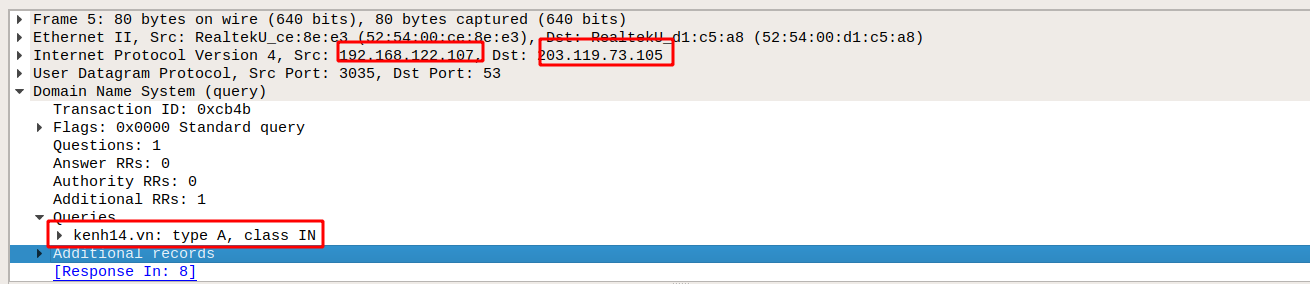 Frame 5: 80 bytes on wire (640 bits), 80 bytes captured (640 bits)
Ethernet II, Src: RealtekU_ce:8e:e3 (52:54:00:ce:8e:e3), Dst: RealtekU_d1:c5:a8 (52:54:00:d1:c5:a8)
Internet Protocol Version 4, Src: 192.168.122.107, Dst: 203.119.73.105
User Datagram Protocol, Src Port: 3035, Dst Port: 53
Domain Name System (query)
Transaction ID: 0xcb4b
Flags: 0x0000 Standard query
Questions: 1
Answer RRs: 0
Authority RRs: 0
Additional RRs: 1
Queries
kenh14.vn: type A, class IN
Additional records
[Response In: 8]